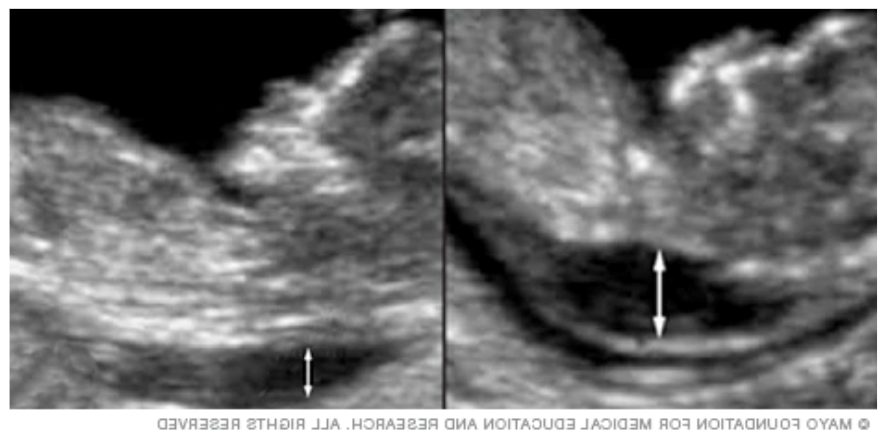 © MAYO FOUNDATION FOR MEDICAL EDUCATION AND RESEARCH. ALL RIGHTS RESERVED